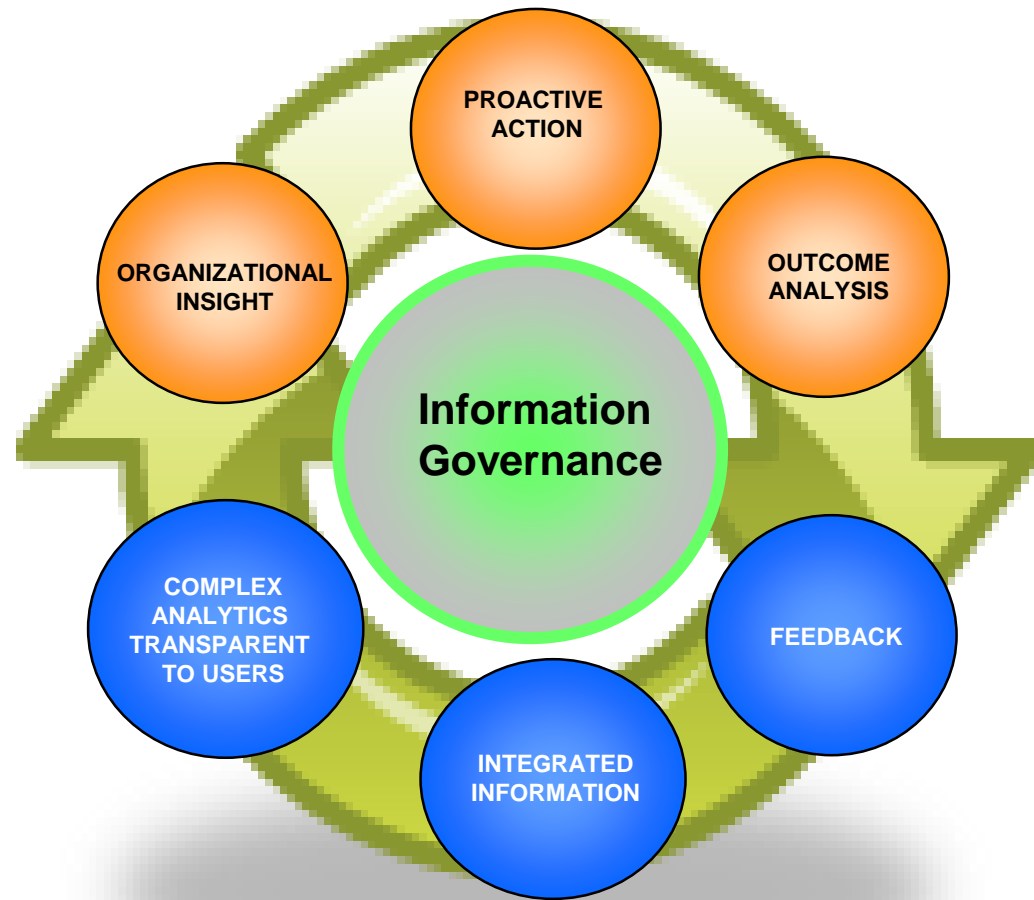 PROACTIVE
ACTION
ORGANIZATIONAL
INSIGHT
OUTCOME
ANALYSIS
Information
Governance
COMPLEX
ANALYTICS
TRANSPARENT
TO USERS
FEEDBACK
INTEGRATED
INFORMATION